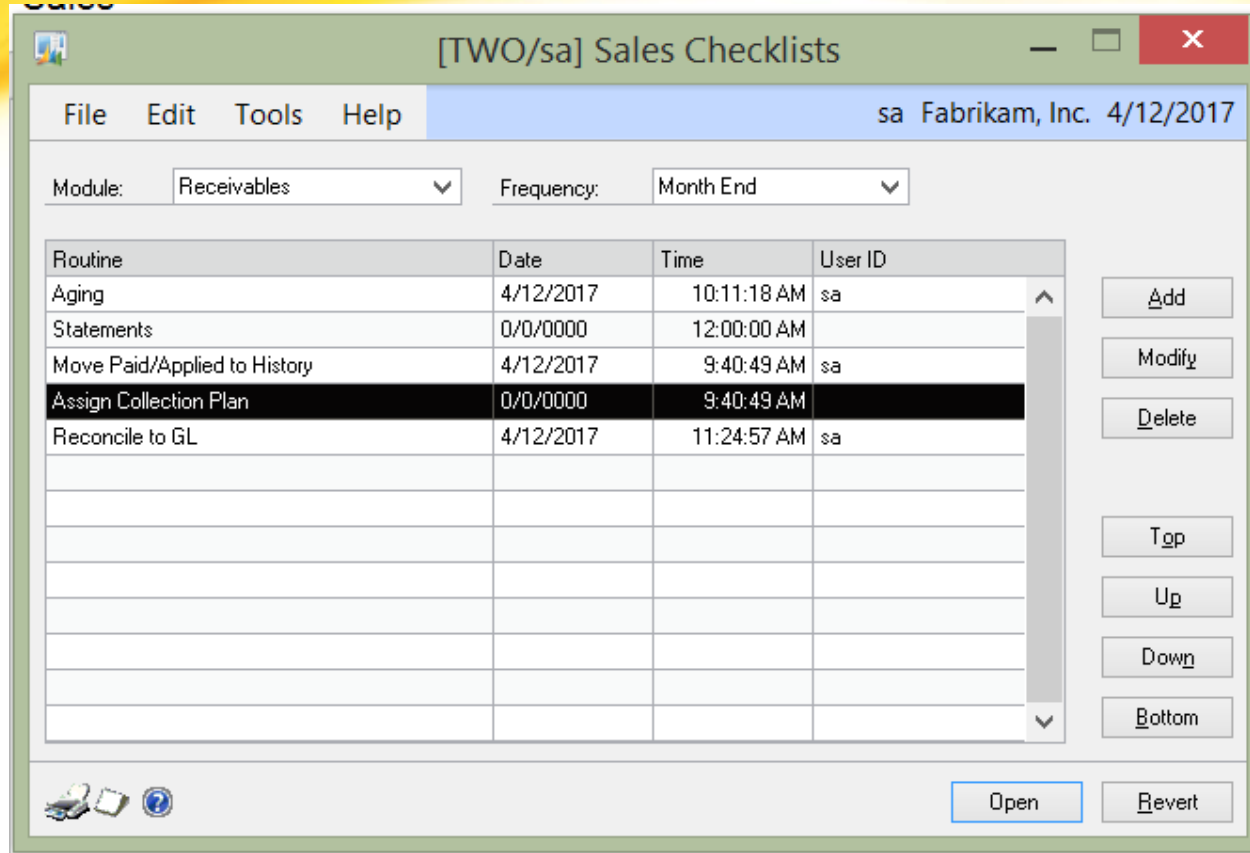 Sales
[TWO/sa] Sales Checklists
File Edit Tools Help sa Fabrikam, Inc. 4/12/2017
Module: Receivables Frequency: Month End
Routine Date Time User ID
Aging 4/12/2017 10:11:18 AM sa
Add
Statements 0/0/0000 12:00:00 AM
Modify
Move Paid/Applied to History 4/12/2017 9:40:49 AM sa
Assign Collection Plan 0/0/0000 9:40:49 AM
Delete
Reconcile to GL 4/12/2017 11:24:57 AM sa
Top
Up
Down
Bottom
Open Revert